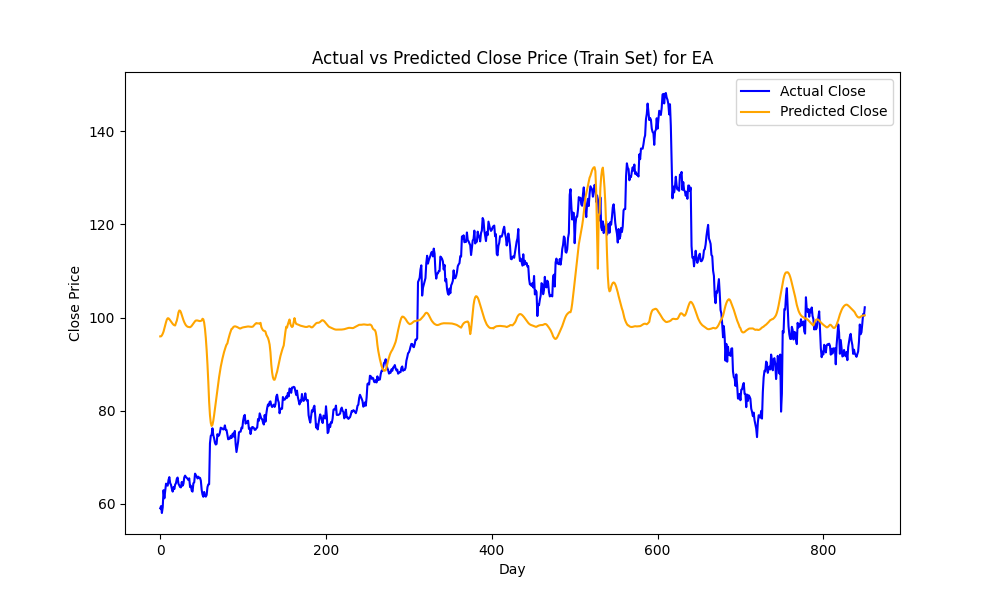 Actual vs Predicted Close Price (Train Set) for EA
Actual Close
Predicted Close
Close Price
140
120
100
80
60
0 200 400 600 800
Day